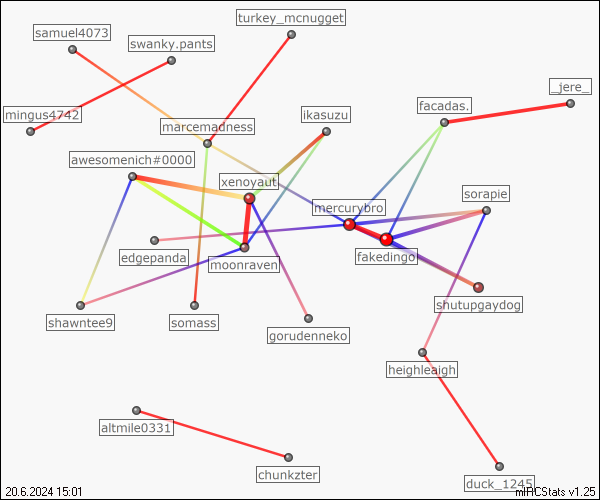 turkey_mcnugget
samuel4073
swanky.pants
_jere_
facadas.
mingus4742
ikasuzu
marcemadness
awesomenich#0000
xenoyaut
sorapie
mercurybro
edgepanda
moonraven
fakedingo
shutupgaydog
shawntee9
somass
gorudenneko
heighleaigh
altmile0331
chunkzter
duck_1245
20.6.2024 15:01
mIRCStats v1.25